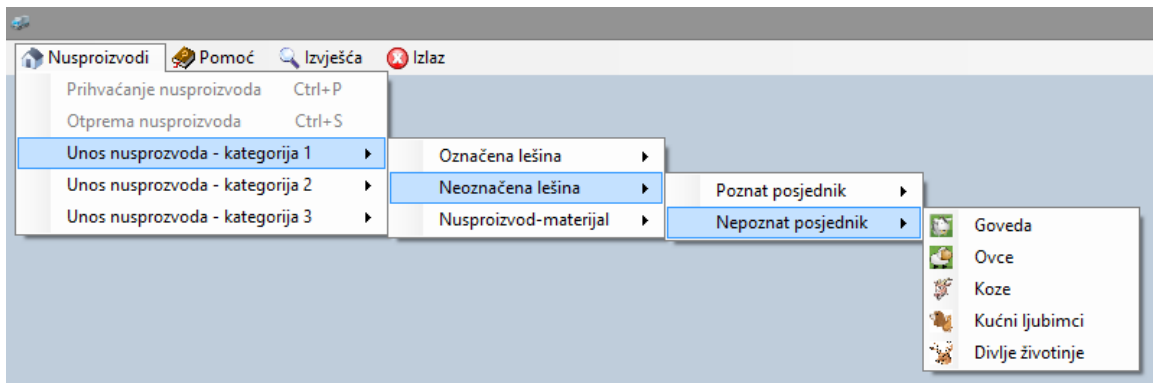 Nusproizvodi Pomoć Izvješća Izlaz
Prihvaćanje nusproizvoda Ctrl+P
Otprema nusproizvoda Ctrl+S
Unos nusprozvoda - kategorija 1
Unos nusprozvoda - kategorija 2
Unos nusprozvoda - kategorija 3
Označena lešina
Neoznačena lešina
Nusproizvod-materijal
Poznat posjednik
Nepoznat posjednik
Goveda
Ovce
Koze
Kućni ljubimci
Divlje životinje